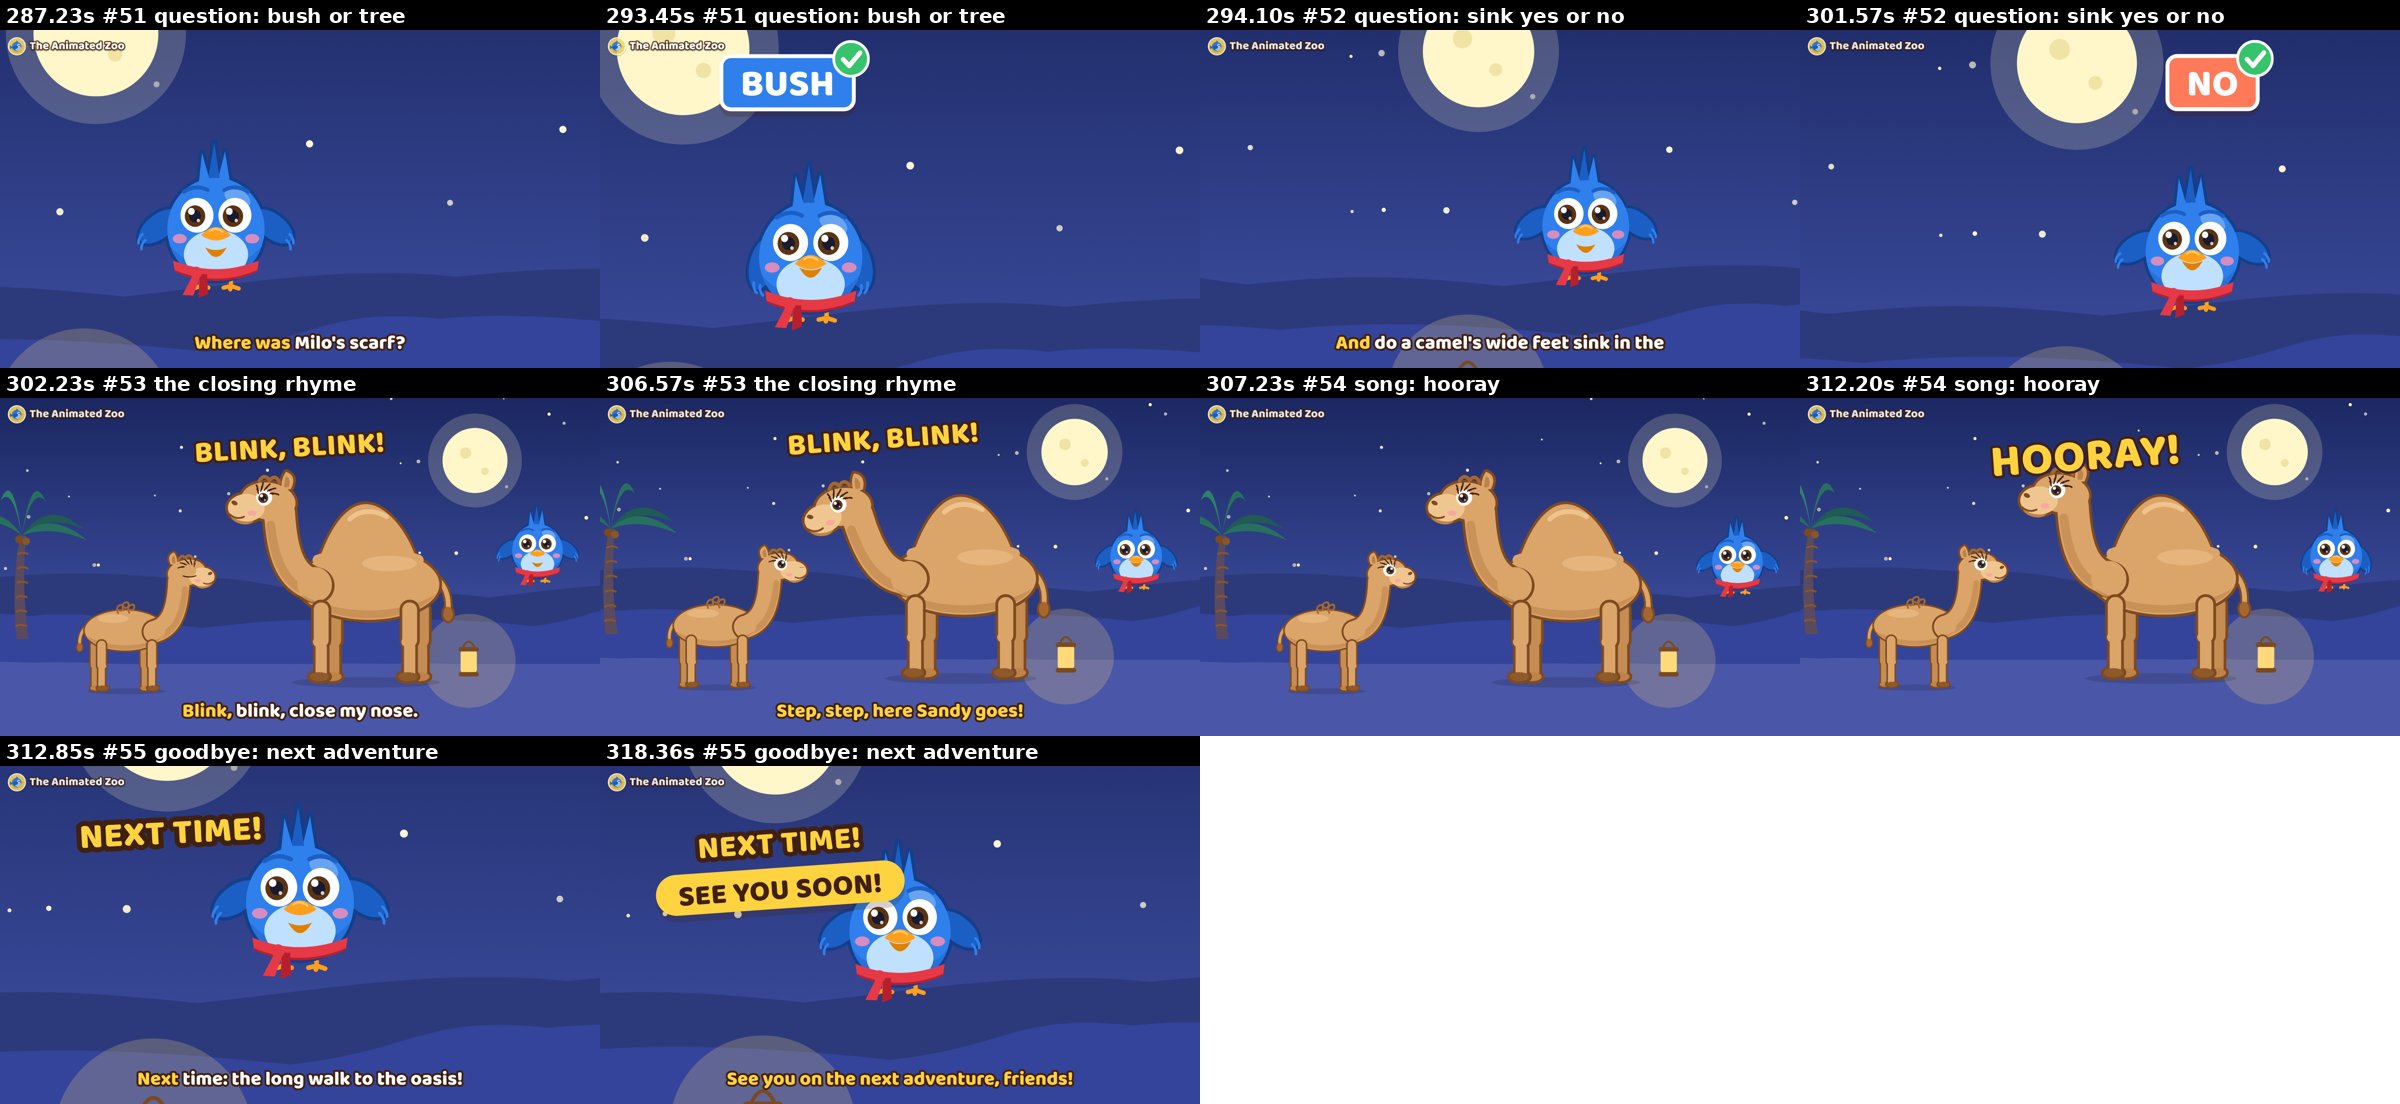 287.23s #51 question: bush or tree
The Animated Zoo
Where was Milo's scarf?
293.45s #51 question: bush or tree
The Animated Zoo
BUSH
294.10s #52 question: sink yes or no
The Animated Zoo
And do a camel's wide feet sink in the
301.57s #52 question: sink yes or no
The Animated Zoo
NO
302.23s #53 the closing rhyme
The Animated Zoo
BLINK, BLINK!
Blink, blink, close my nose.
306.57s #53 the closing rhyme
The Animated Zoo
BLINK, BLINK!
Step, step, here Sandy goes!
307.23s #54 song: hooray
The Animated Zoo
312.20s #54 song: hooray
The Animated Zoo
HOORAY!
312.85s #55 goodbye: next adventure
The Animated Zoo
NEXT TIME!
Next time: the long walk to the oasis!
318.36s #55 goodbye: next adventure
The Animated Zoo
NEXT TIME!
SEE YOU SOON!
See you on the next adventure, friends!